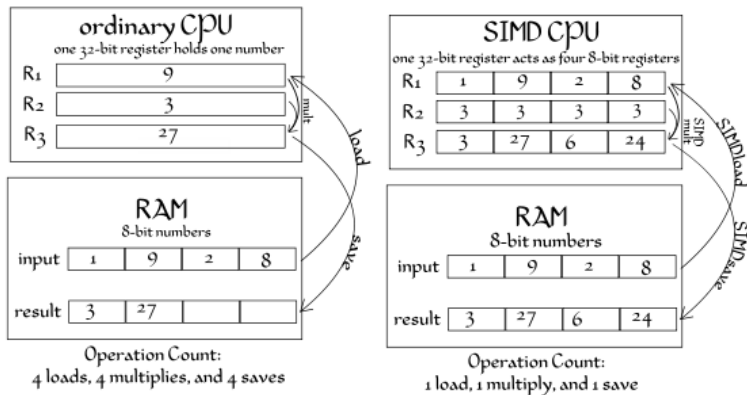 ordinary CPU
one 32-bit register holds one number
R1 9
R2 3
R3 27
mult
load
save
RAM
8-bit numbers
input 1 9 2 8
result 3 27
Operation Count:
4 loads, 4 multiplies, and 4 saves
SIMD CPU
one 32-bit register acts as four 8-bit registers
R1 1 9 2 8
R2 3 3 3 3
R3 3 27 6 24
SIMD
mult
SIMDload
SIMDsave
RAM
8-bit numbers
input 1 9 2 8
result 3 27 6 24
Operation Count:
1 load, 1 multiply, and 1 save